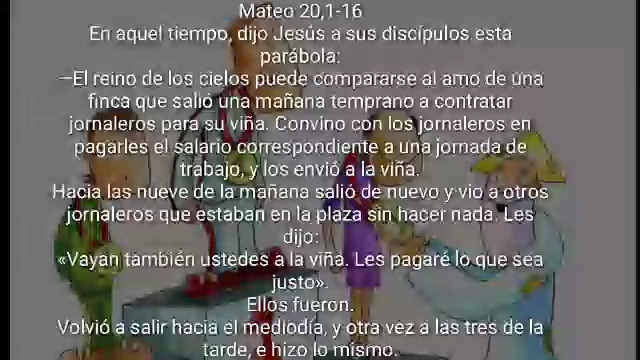 Mateo 20,1-16
En aquel tiempo, dijo Jesús a sus discípulos esta
parábola:
—El reino de los cielos puede compararse al amo de una
finca que salió una mañana temprano a contratar
jornaleros para su viña. Convino con los jornaleros en
pagarles el salario correspondiente a una jornada de
trabajo, y los envió a la viña.
Hacia las nueve de la mañana salió de nuevo y vio a otros
jornaleros que estaban en la plaza sin hacer nada. Les
dijo:
«Vayan también ustedes a la viña. Les pagaré lo que sea
justo».
Ellos fueron.
Volvió a salir hacia el mediodía, y otra vez a las tres de la
tarde, e hizo lo mismo.